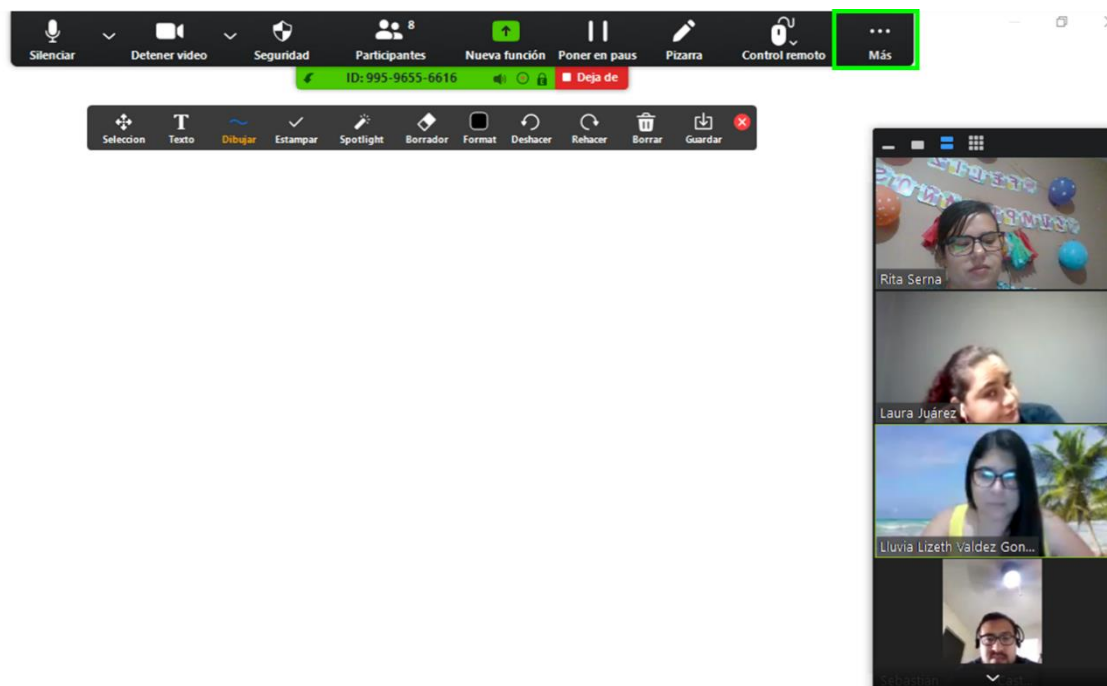 Silenciar
Detener video
Seguridad
Participantes
8
Nueva función
Poner en paus
Pizarra
Control remoto
Más
ID: 995-9655-6616
Deja de
Seleccion
Texto
Dibujar
Estampar
Spotlight
Borrador
Format
Deshacer
Rehacer
Borrar
Guardar
Rita Serna
Laura Juárez
Lluvia Lizeth Valdez Gon...
Sebastián
Cast...